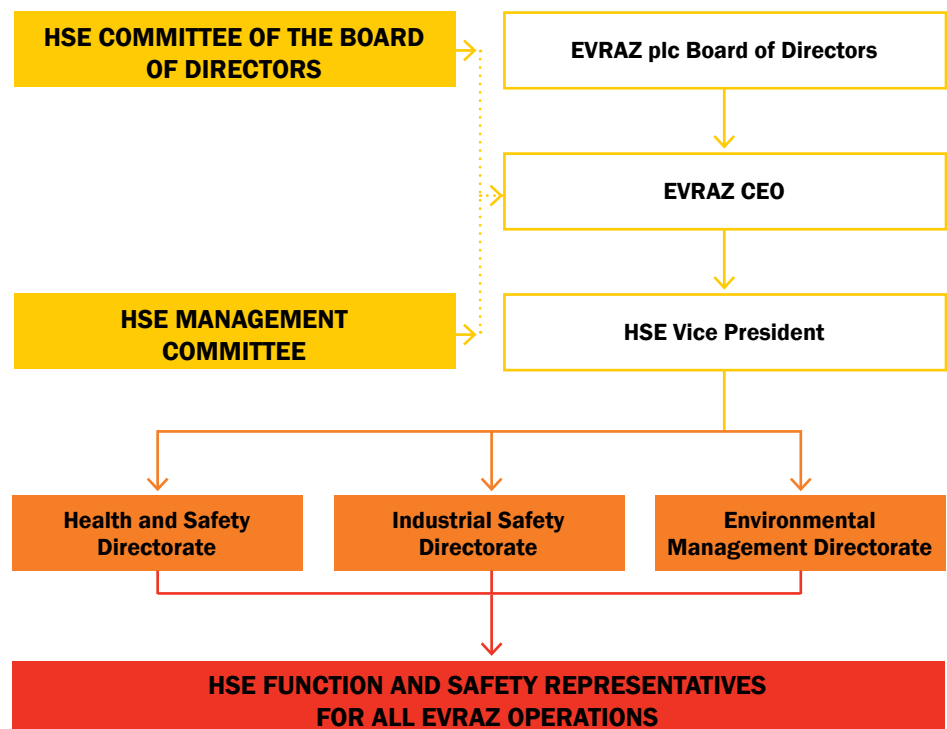 HSE COMMITTEE OF THE BOARD
OF DIRECTORS
EVRAZ plc Board of Directors
EVRAZ CEO
HSE MANAGEMENT
COMMITTEE
HSE Vice President
Health and Safety
Directorate
Industrial Safety
Directorate
Environmental
Management Directorate
HSE FUNCTION AND SAFETY REPRESENTATIVES
FOR ALL EVRAZ OPERATIONS